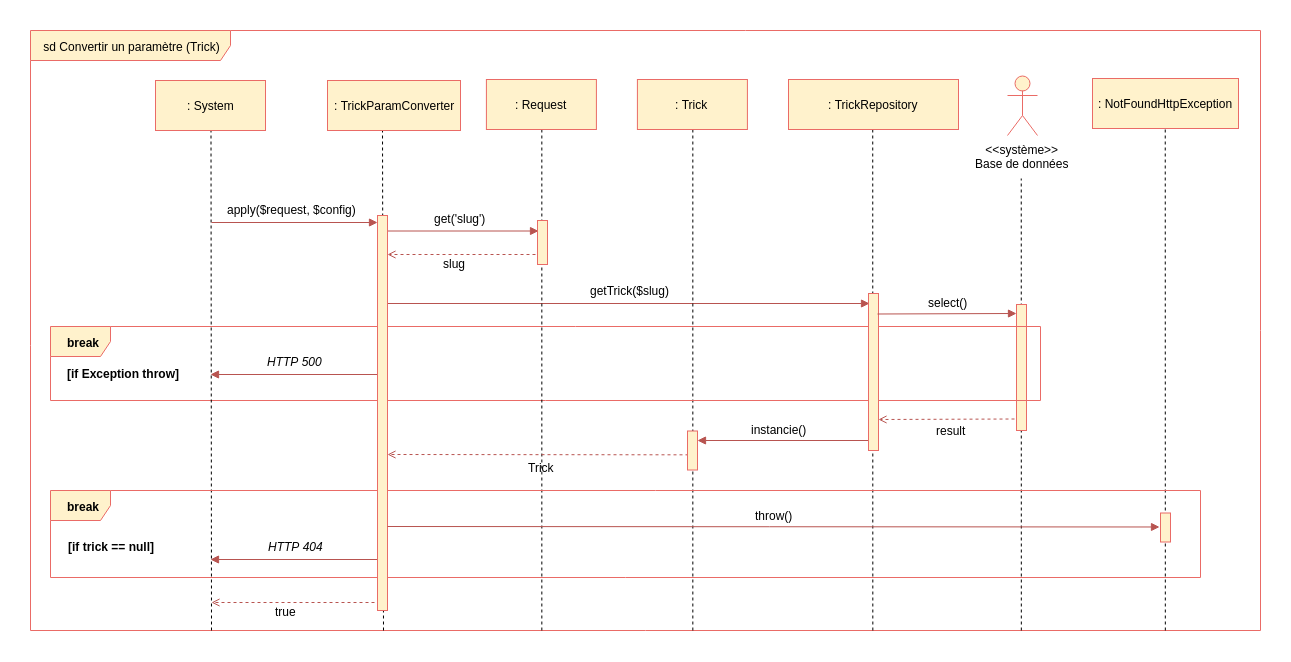 sd Convertir un paramètre (Trick)
: System
: TrickParamConverter
: Request
: Trick
: TrickRepository
<<système>>
Base de données
: NotFoundHttpException
apply($request, $config)
get('slug')
slug
getTrick($slug)
select()
break
[if Exception throw]
HTTP 500
result
instancie()
Trick
break
throw()
[if trick == null]
HTTP 404
true